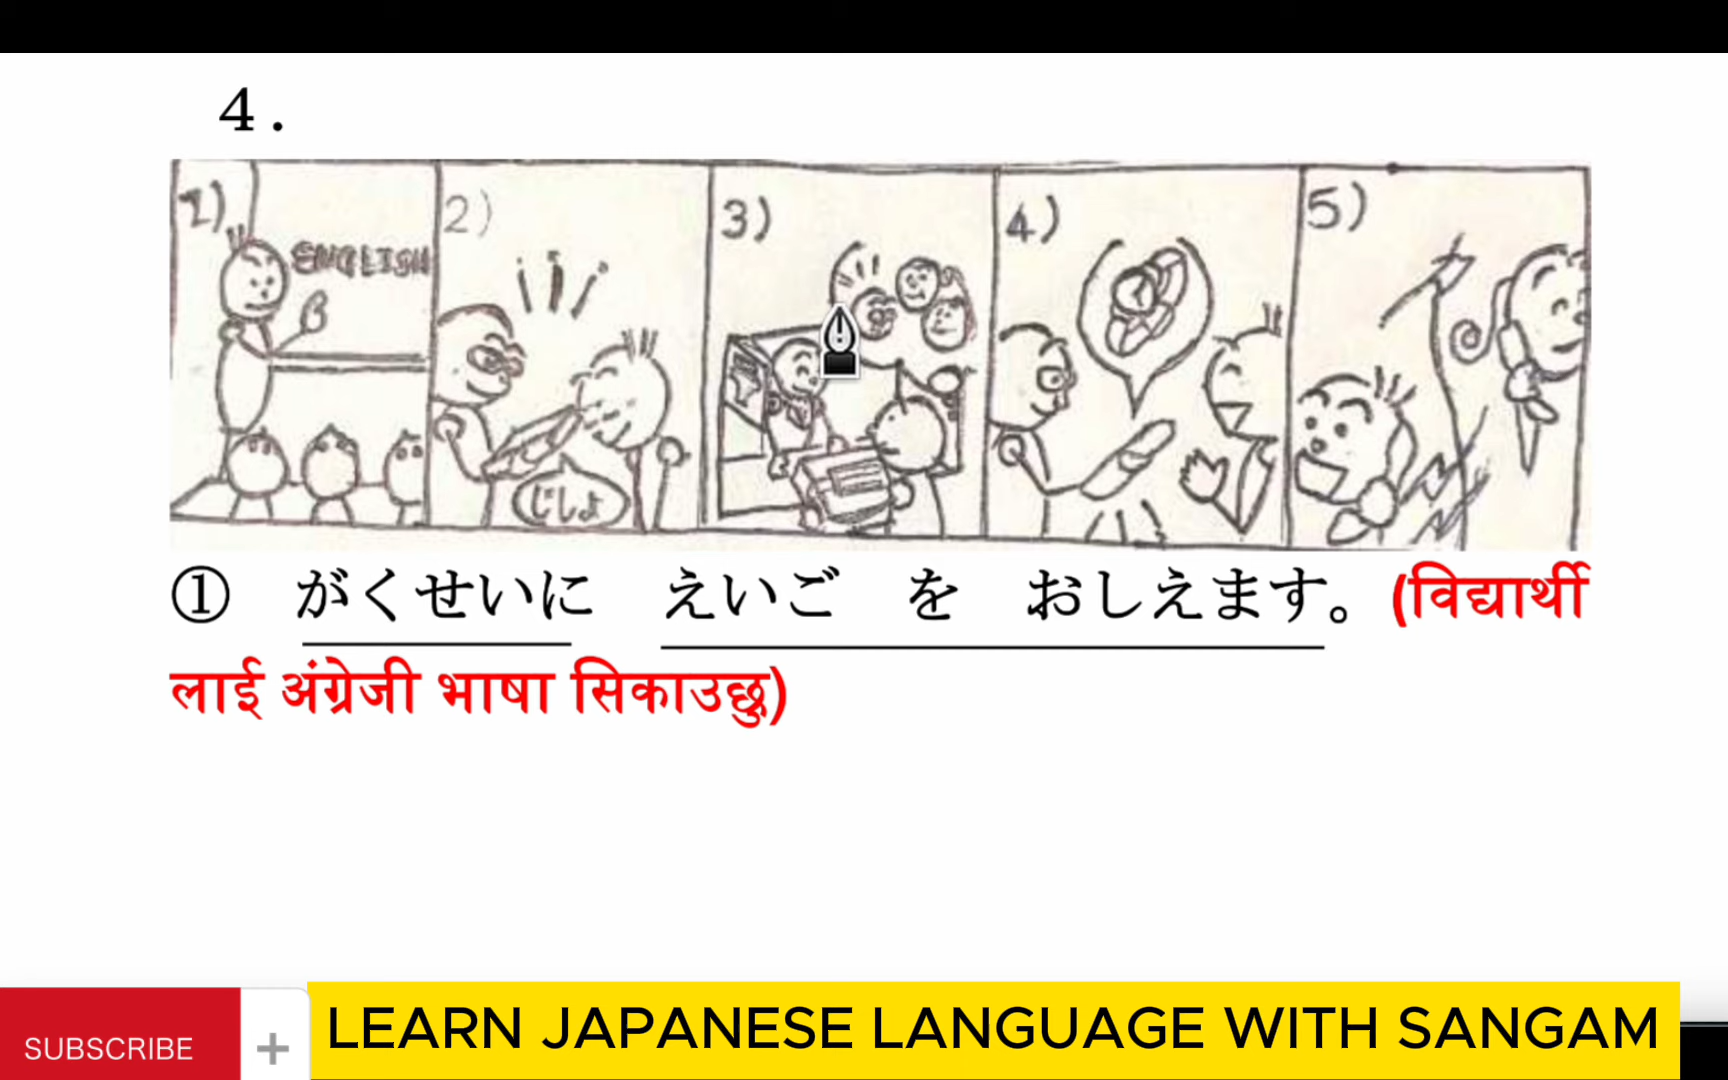 4.
1) 2) 3) 4) 5)
ENGLISH
じしょ
① がくせいに えいご を おしえます。(विद्यार्थी
लाई अंग्रेजी भाषा सिकाउछु)
SUBSCRIBE +
LEARN JAPANESE LANGUAGE WITH SANGAM